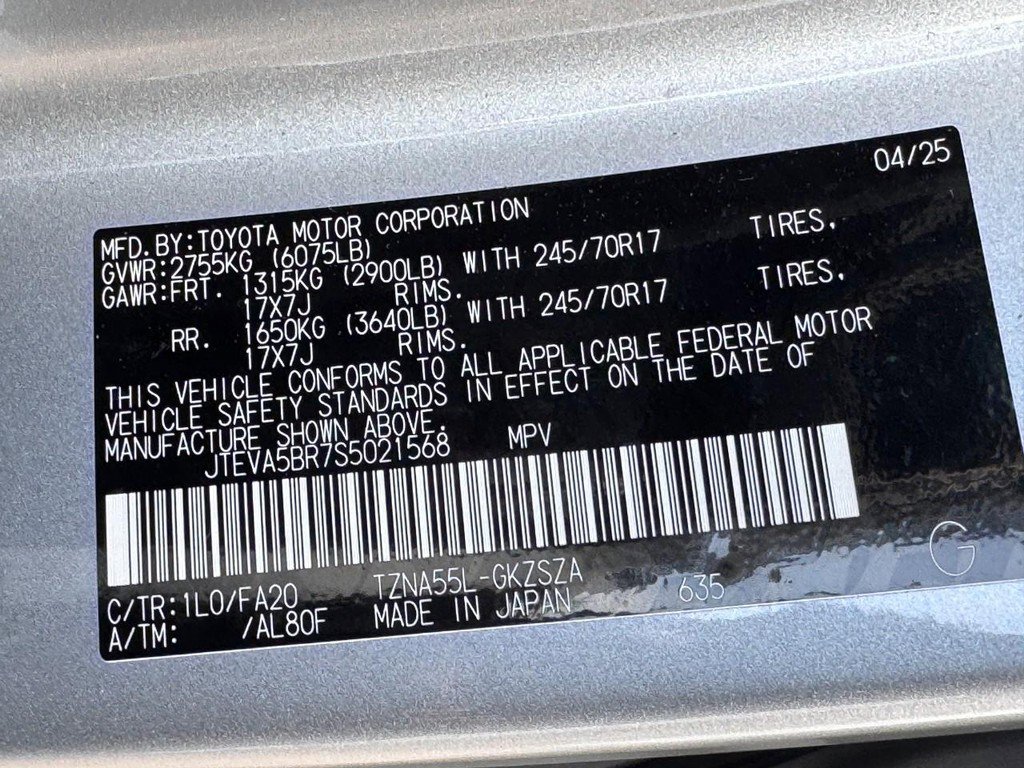 04/25
MFD.BY:TOYOTA MOTOR CORPORATION
GVWR:2755KG (6075LB)
GAWR:FRT. 1315KG (2900LB) WITH 245/70R17 TIRES,
17X7J RIMS.
RR. 1650KG (3640LB) WITH 245/70R17 TIRES,
17X7J RIMS.
THIS VEHICLE CONFORMS TO ALL APPLICABLE FEDERAL MOTOR
VEHICLE SAFETY STANDARDS IN EFFECT ON THE DATE OF
MANUFACTURE SHOWN ABOVE.
JTEVA5BR7S5021568 MPV
C/TR:1L0/FA20 TZNA55L-GKZSZA
A/TM: /AL80F MADE IN JAPAN 635 G